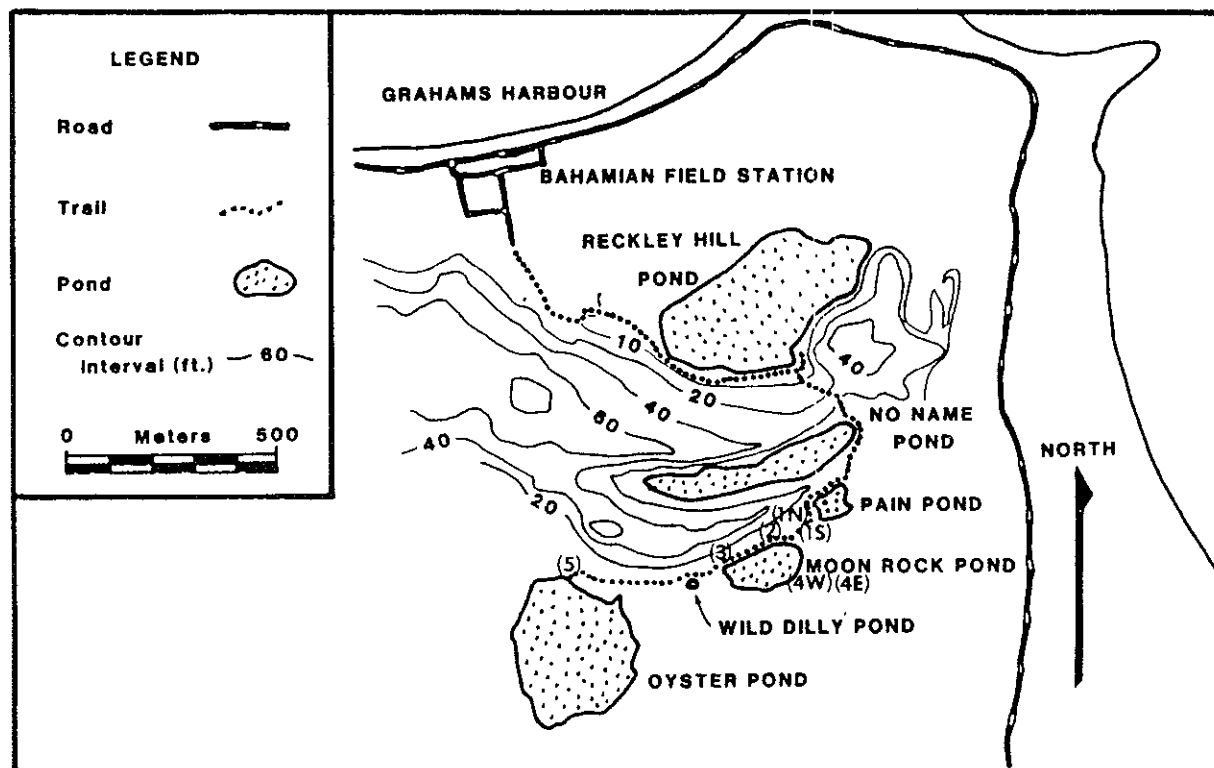 LEGEND
Road
Trail
Pond
Contour
Interval (ft.)
60
0 Meters 500
GRAHAMS HARBOUR
BAHAMIAN FIELD STATION
RECKLEY HILL
POND
10
20
40
60
40
20
40
NO NAME
POND
NORTH
PAIN POND
(1N)
(2)
(1S)
(3)
MOON ROCK POND
(4W)(4E)
(5)
WILD DILLY POND
OYSTER POND